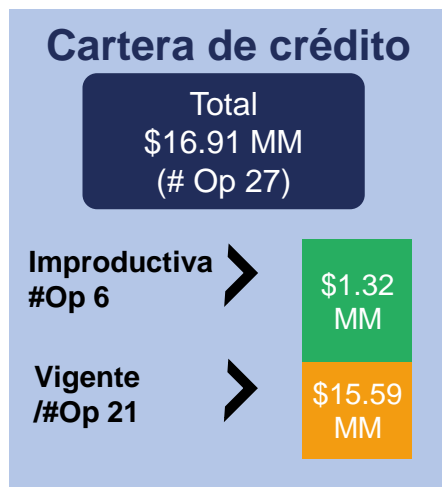 Cartera de crédito
Total
$16.91 MM
(# Op 27)
Improductiva
#Op 6
$1.32
MM
Vigente
/#Op 21
$15.59
MM